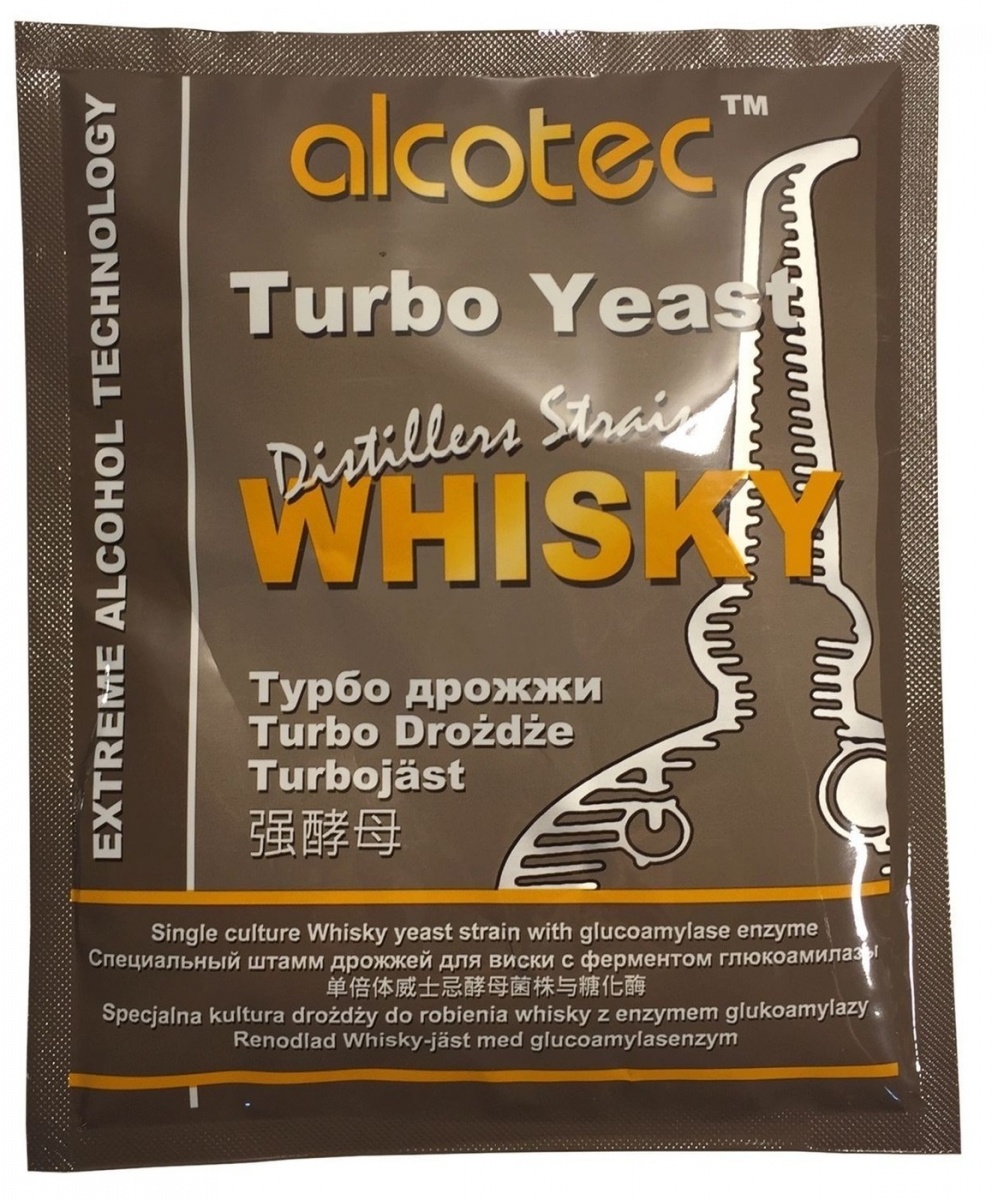 alcotec™
Turbo Yeast
Distillers Strain
WHISKY
EXTREME ALCOHOL TECHNOLOGY
Турбо дрожжи
Turbo Drożdże
Turbojäst
强酵母
Single culture Whisky yeast strain with glucoamylase enzyme
Специальный штамм дрожжей для виски с ферментом глюкоамилазы
单倍体威士忌酵母菌株与糖化酶
Specjalna kultura drożdży do robienia whisky z enzymem glukoamylazy
Renodlad Whisky-jäst med glucoamylasenzym